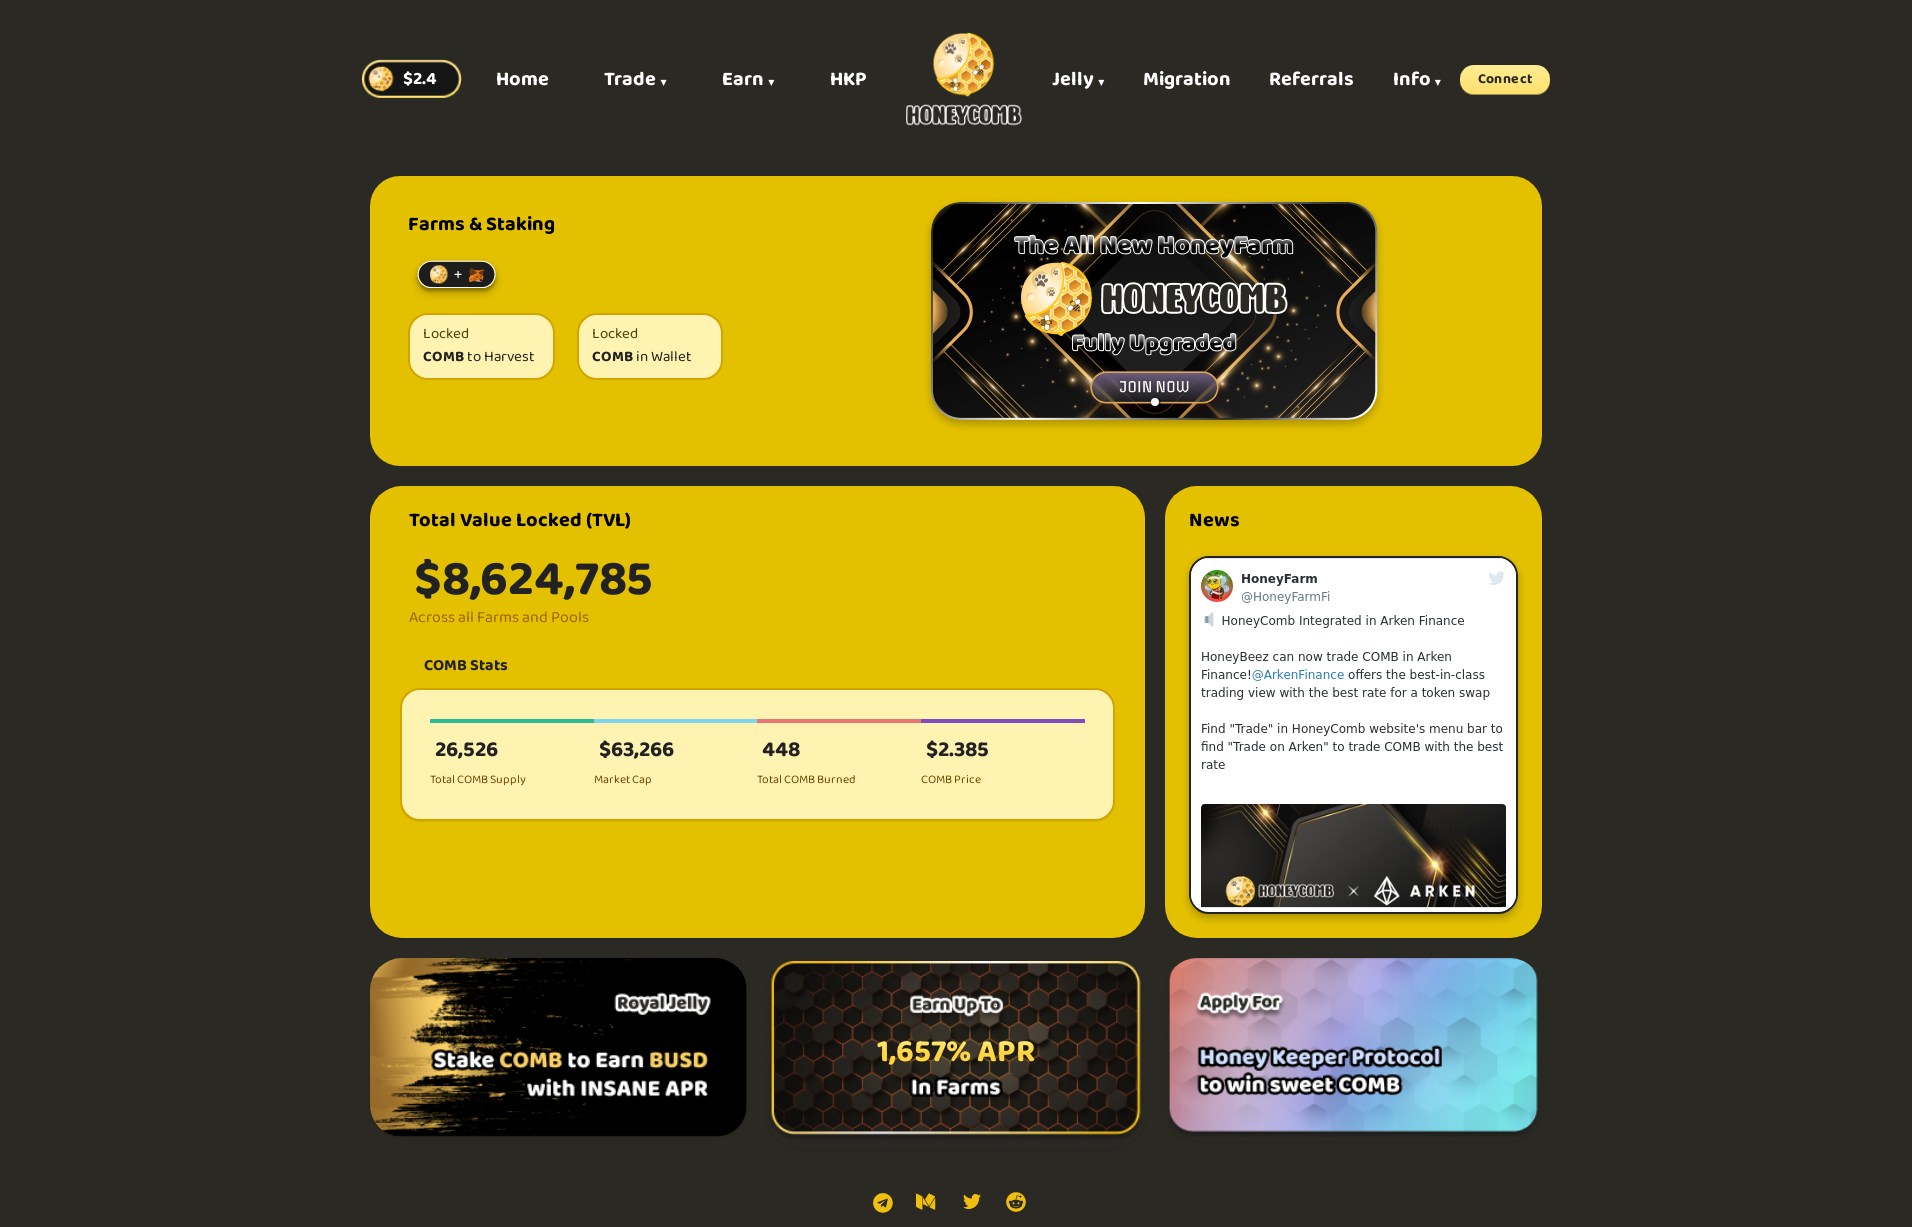 $2.4
Home
Trade ▾
Earn ▾
HKP
HONEYCOMB
Jelly ▾
Migration
Referrals
Info ▾
Connect
Farms & Staking
+
Locked
COMB to Harvest
Locked
COMB in Wallet
The All New HoneyFarm
HONEYCOMB
Fully Upgraded
JOIN NOW
Total Value Locked (TVL)
$8,624,785
Across all Farms and Pools
COMB Stats
26,526
Total COMB Supply
$63,266
Market Cap
448
Total COMB Burned
$2.385
COMB Price
News
HoneyFarm
@HoneyFarmFi
HoneyComb Integrated in Arken Finance
HoneyBeez can now trade COMB in Arken
Finance!@ArkenFinance offers the best-in-class
trading view with the best rate for a token swap
Find "Trade" in HoneyComb website's menu bar to
find "Trade on Arken" to trade COMB with the best
rate
HONEYCOMB × ARKEN
Royal Jelly
Stake COMB to Earn BUSD
with INSANE APR
Earn Up To
1,657% APR
In Farms
Apply For
Honey Keeper Protocol
to win sweet COMB